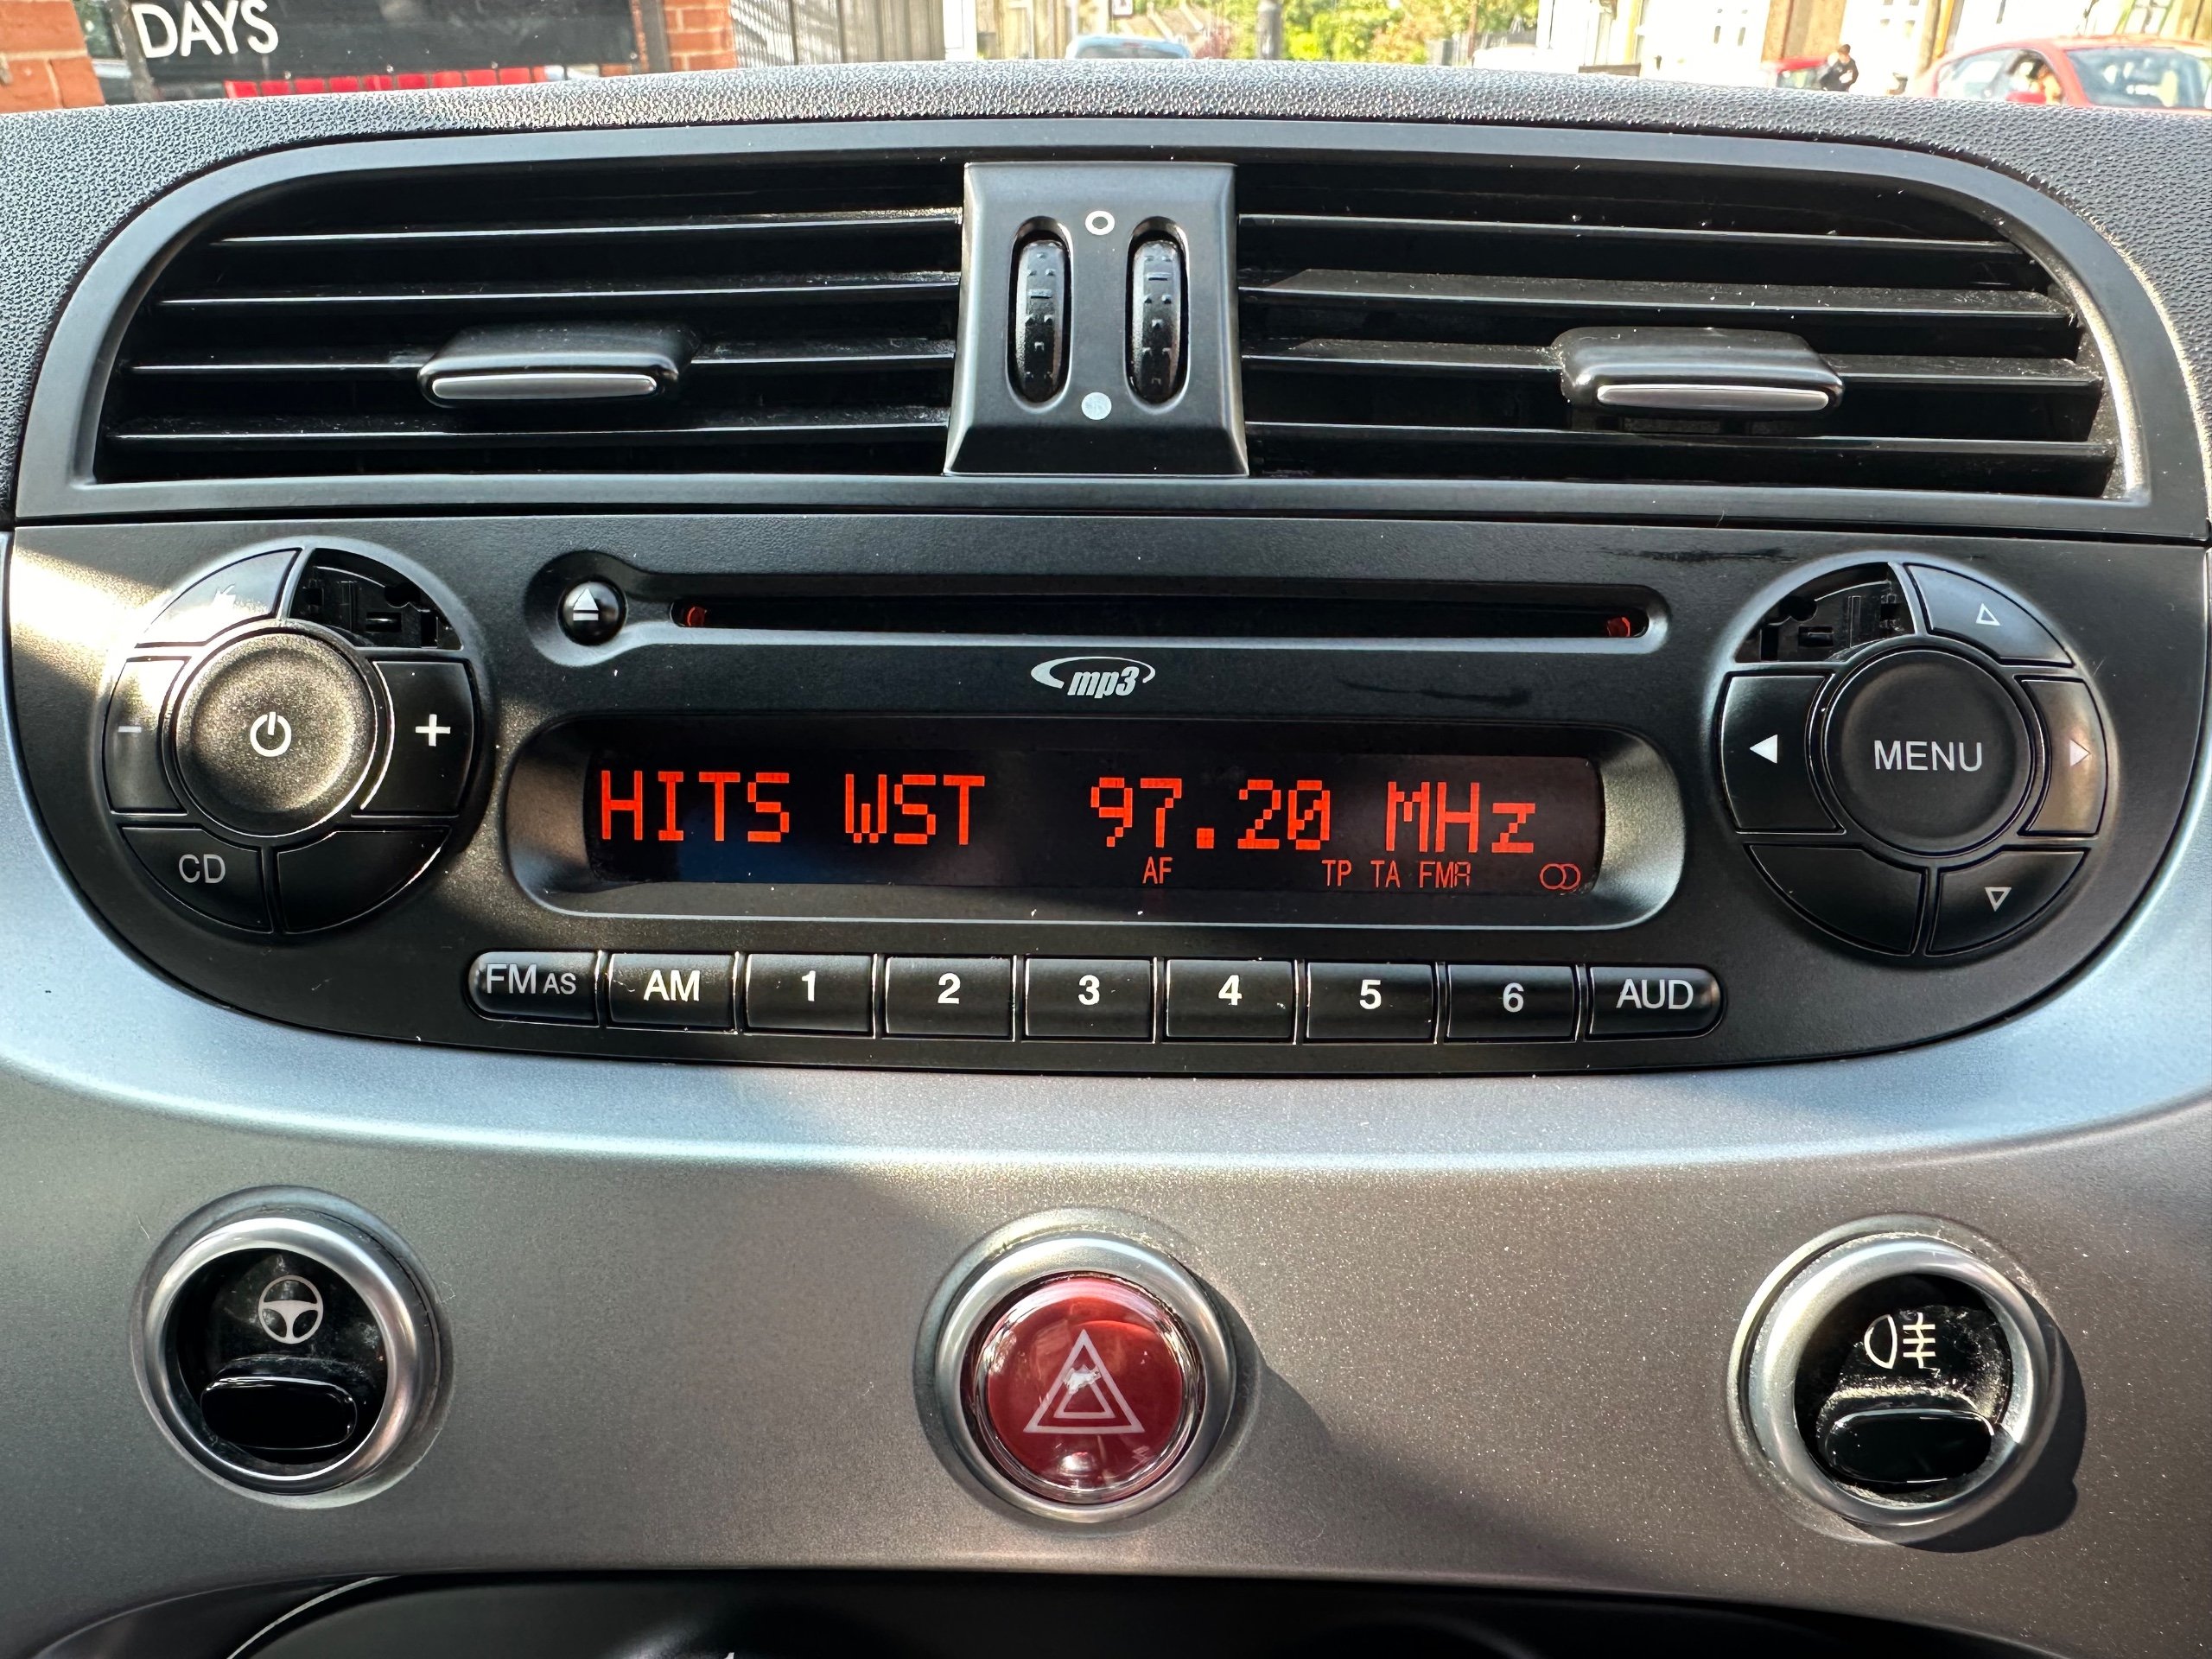 DAYS
mp3
HITS WST 97.20 MHz
AF TP TA FMA
CD
MENU
FM AS AM 1 2 3 4 5 6 AUD